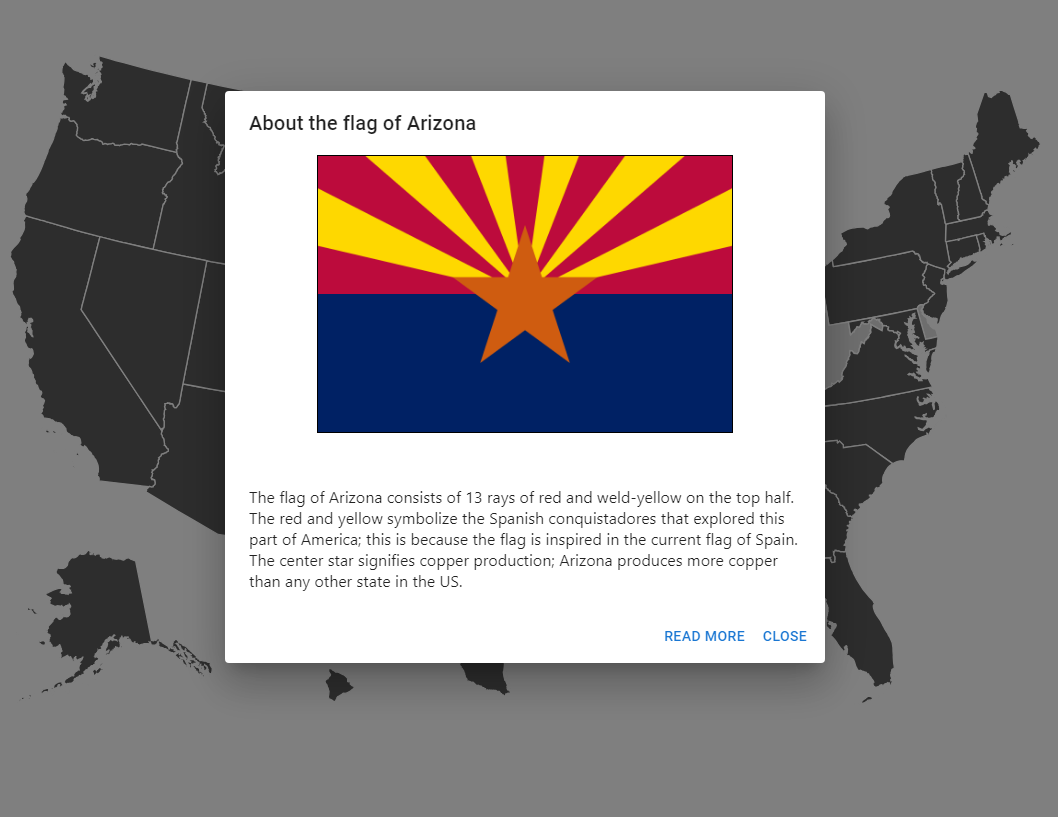 About the flag of Arizona
The flag of Arizona consists of 13 rays of red and weld-yellow on the top half.
The red and yellow symbolize the Spanish conquistadores that explored this
part of America; this is because the flag is inspired in the current flag of Spain.
The center star signifies copper production; Arizona produces more copper
than any other state in the US.
READ MORE CLOSE